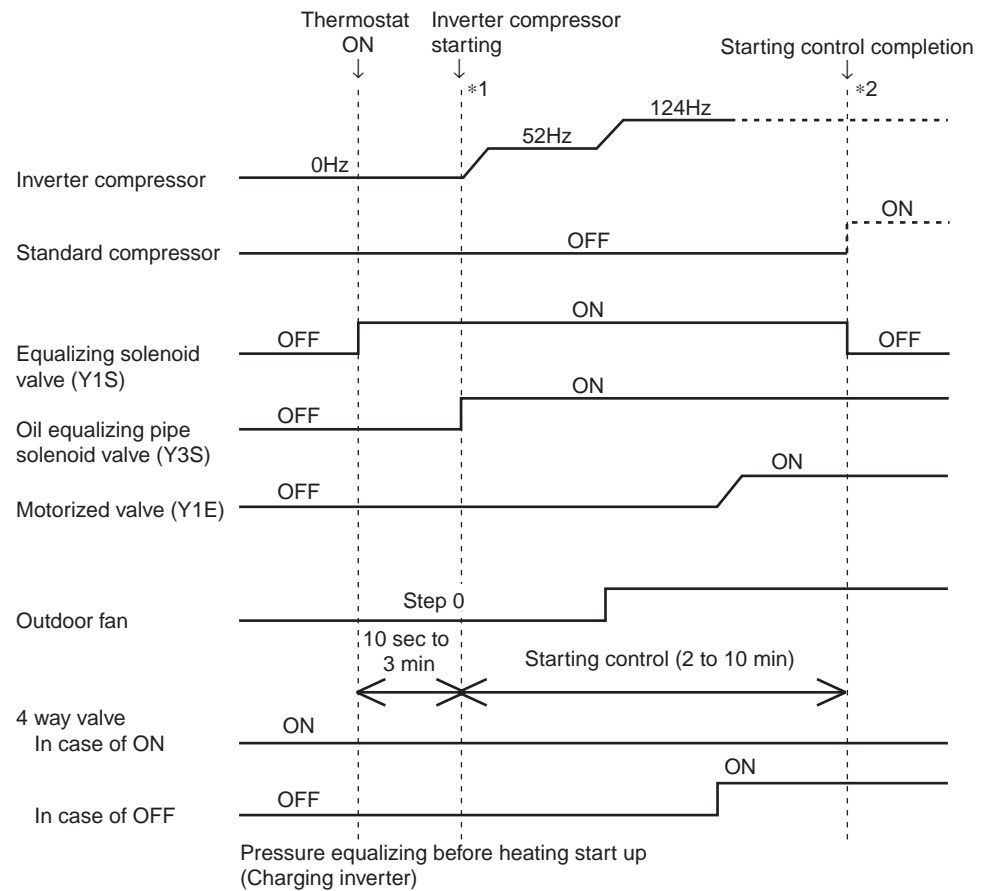 Thermostat
ON
Inverter compressor
starting
Starting control completion
↓
↓
↓
*1
*2
124Hz
52Hz
0Hz
Inverter compressor
ON
OFF
Standard compressor
ON
OFF
OFF
Equalizing solenoid
valve (Y1S)
ON
OFF
Oil equalizing pipe
solenoid valve (Y3S)
ON
OFF
Motorized valve (Y1E)
Step 0
Outdoor fan
10 sec to
3 min
Starting control (2 to 10 min)
4 way valve
In case of ON
ON
ON
OFF
In case of OFF
Pressure equalizing before heating start up
(Charging inverter)